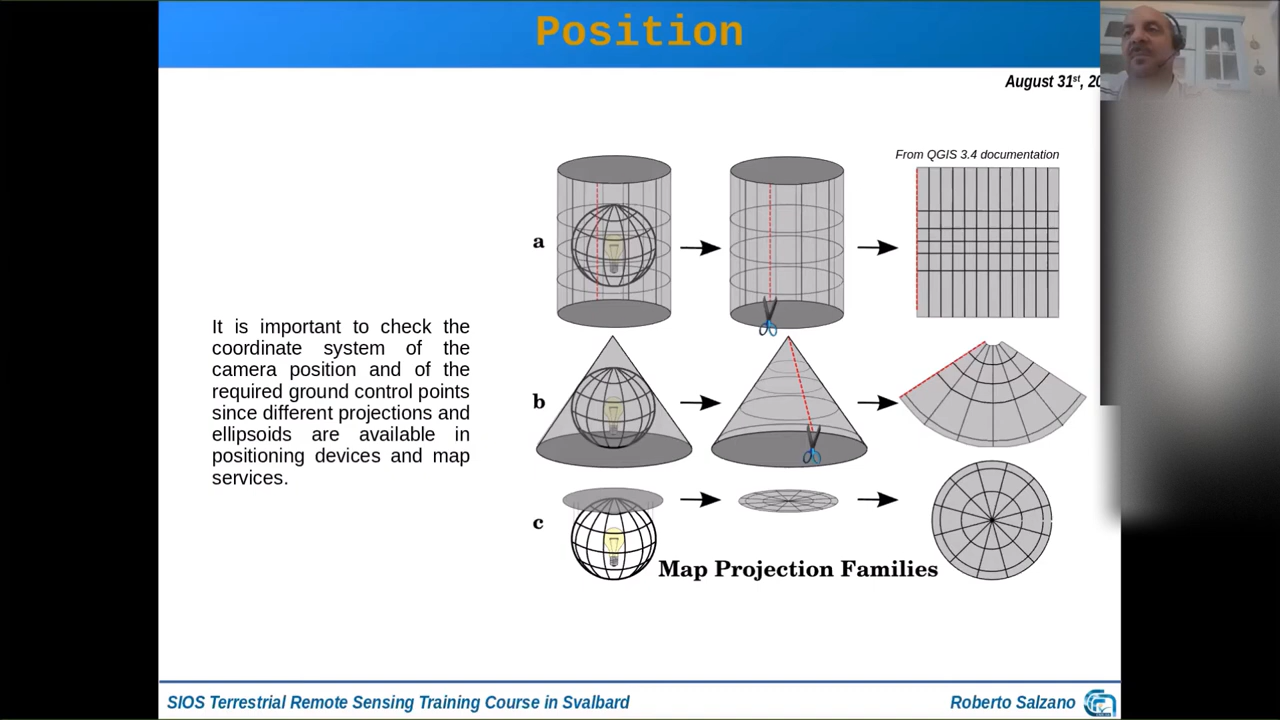 Position
August 31st, 20
From QGIS 3.4 documentation
a
It is important to check the
coordinate system of the
camera position and of the
required ground control points
since different projections and
ellipsoids are available in
positioning devices and map
services.
b
c
Map Projection Families
SIOS Terrestrial Remote Sensing Training Course in Svalbard
Roberto Salzano